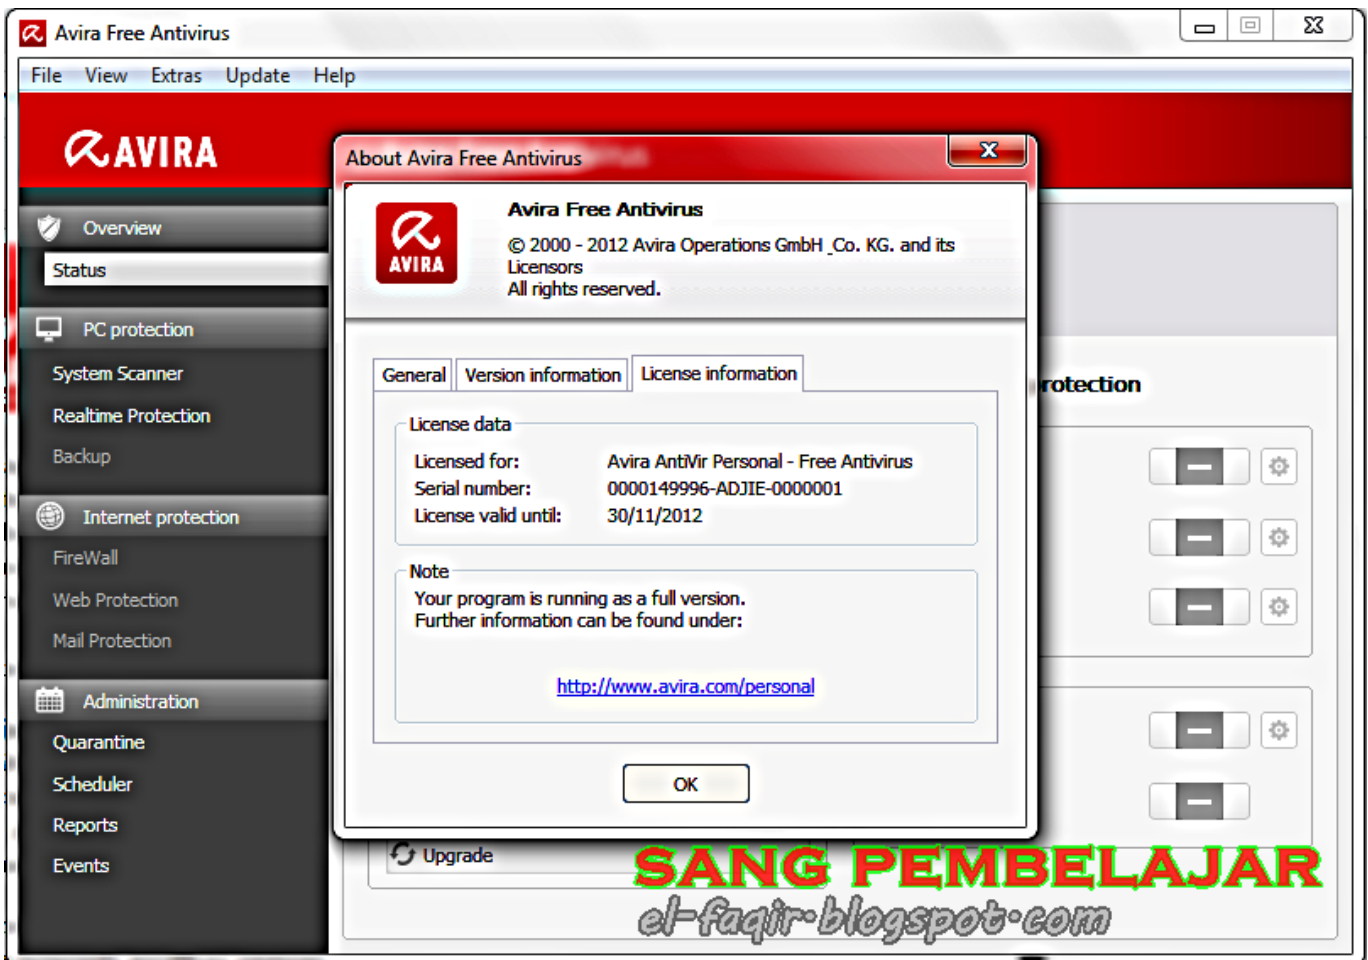 Avira Free Antivirus
File View Extras Update Help
AVIRA
About Avira Free Antivirus
AVIRA
Avira Free Antivirus
© 2000 - 2012 Avira Operations GmbH _Co. KG. and its
Licensors
All rights reserved.
Overview
Status
PC protection
System Scanner
Realtime Protection
Backup
Internet protection
FireWall
Web Protection
Mail Protection
Administration
Quarantine
Scheduler
Reports
Events
General Version information License information
License data
Licensed for: Avira AntiVir Personal - Free Antivirus
Serial number: 0000149996-ADJIE-0000001
License valid until: 30/11/2012
Note
Your program is running as a full version.
Further information can be found under:
http://www.avira.com/personal
OK
rotection
Upgrade
SANG PEMBELAJAR
el-faqir-blogspot-com